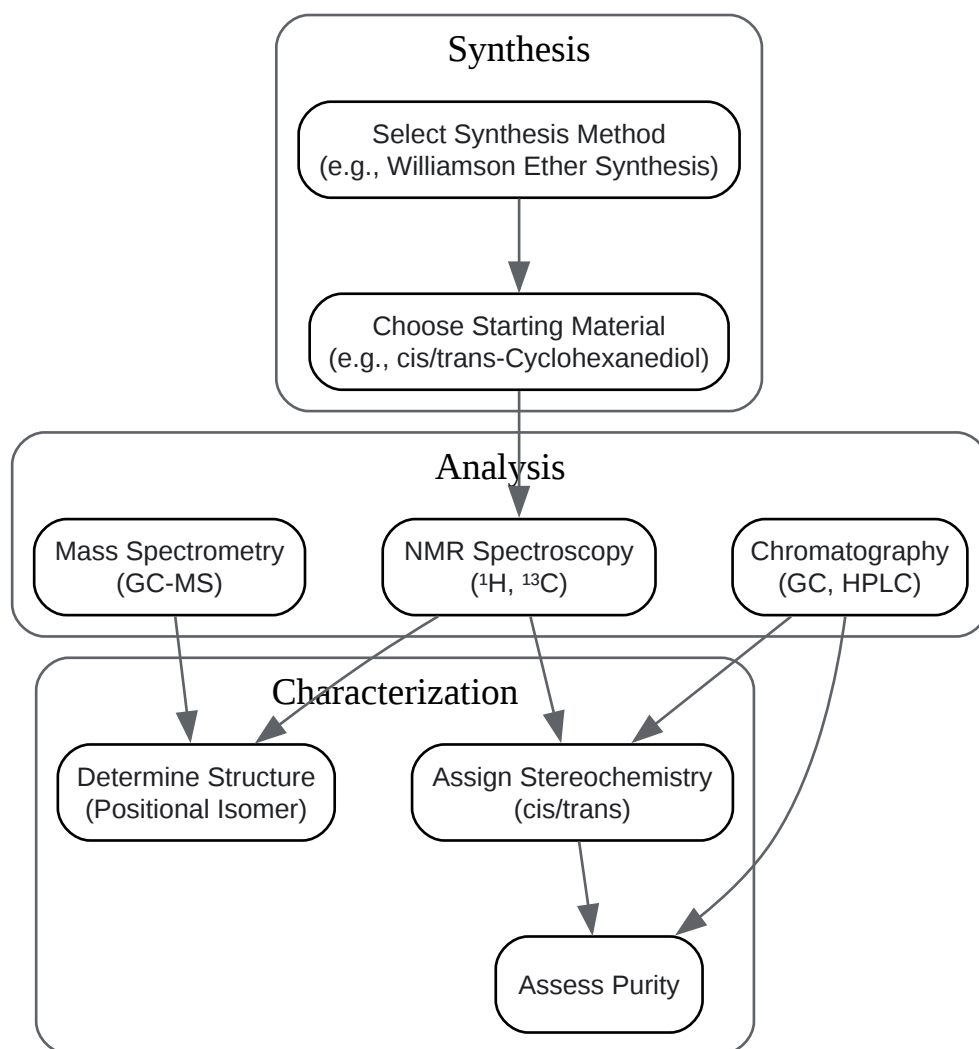 Synthesis
Select Synthesis Method
(e.g., Williamson Ether Synthesis)
Choose Starting Material
(e.g., cis/trans-Cyclohexanediol)
Analysis
Mass Spectrometry
(GC-MS)
NMR Spectroscopy
(¹H, ¹³C)
Chromatography
(GC, HPLC)
Characterization
Determine Structure
(Positional Isomer)
Assign Stereochemistry
(cis/trans)
Assess Purity